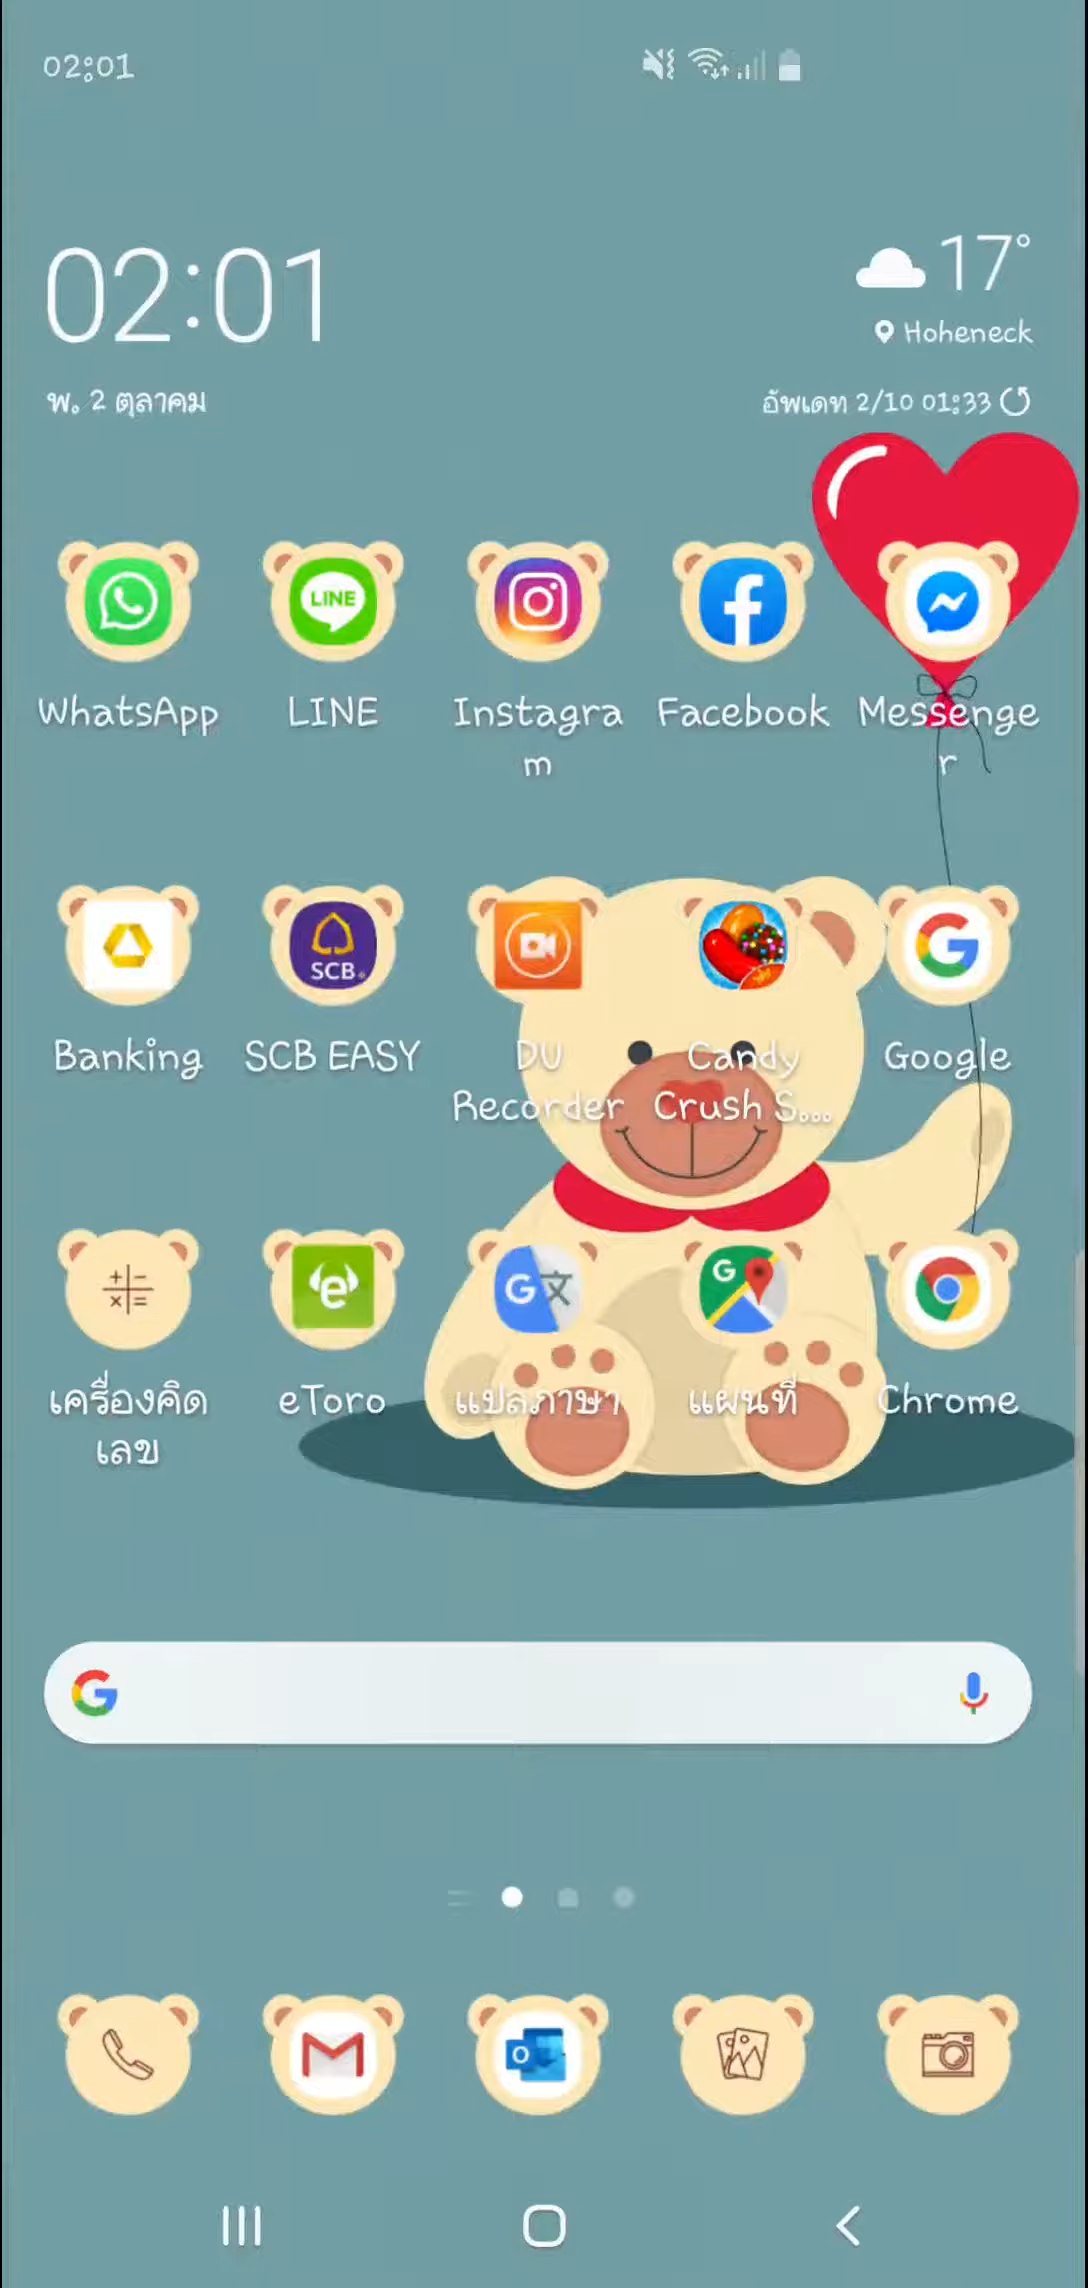 02:01
02:01
17°
Hoheneck
พ. 2 ตุลาคม
อัพเดท 2/10 01:33
LINE
WhatsApp
LINE
Instagra
m
Facebook
Messenge
r
SCB
Banking
SCB EASY
DU
Recorder
Candy
Crush S...
Google
เครื่องคิด
เลข
eToro
แปลภาษา
แผนที่
Chrome